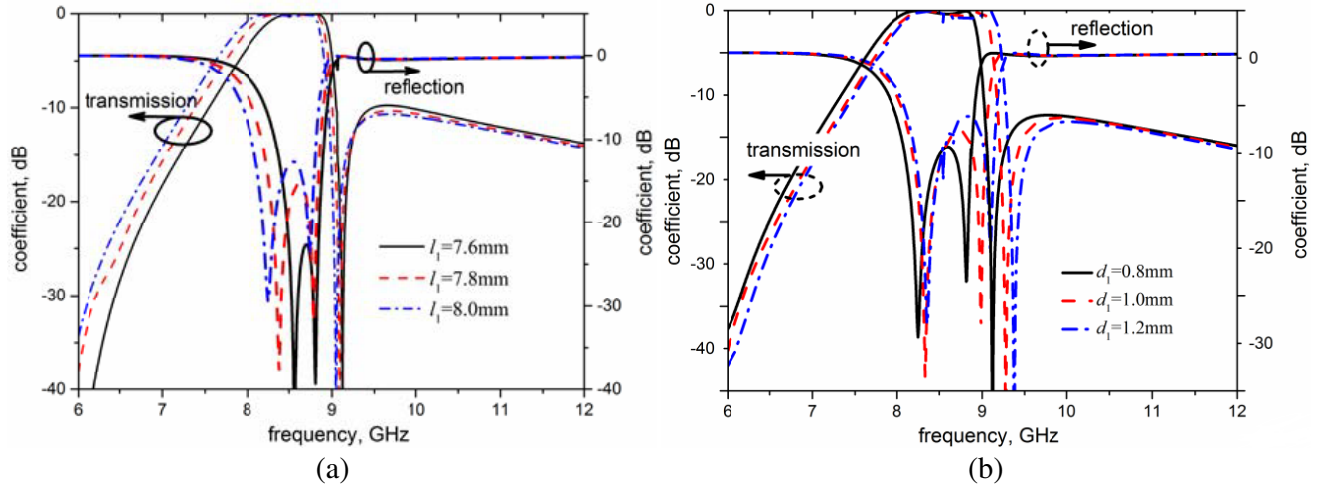 0
-10
-20
-30
-40
coefficient, dB
6
7
8
9
10
11
12
frequency, GHz
0
-10
-20
-30
-40
coefficient, dB
transmission
reflection
l1=7.6mm
l1=7.8mm
l1=8.0mm
(a)
0
-10
-20
-30
-40
coefficient, dB
6
7
8
9
10
11
12
frequency, GHz
0
-10
-20
-30
coefficient, dB
reflection
transmission
d1=0.8mm
d1=1.0mm
d1=1.2mm
(b)